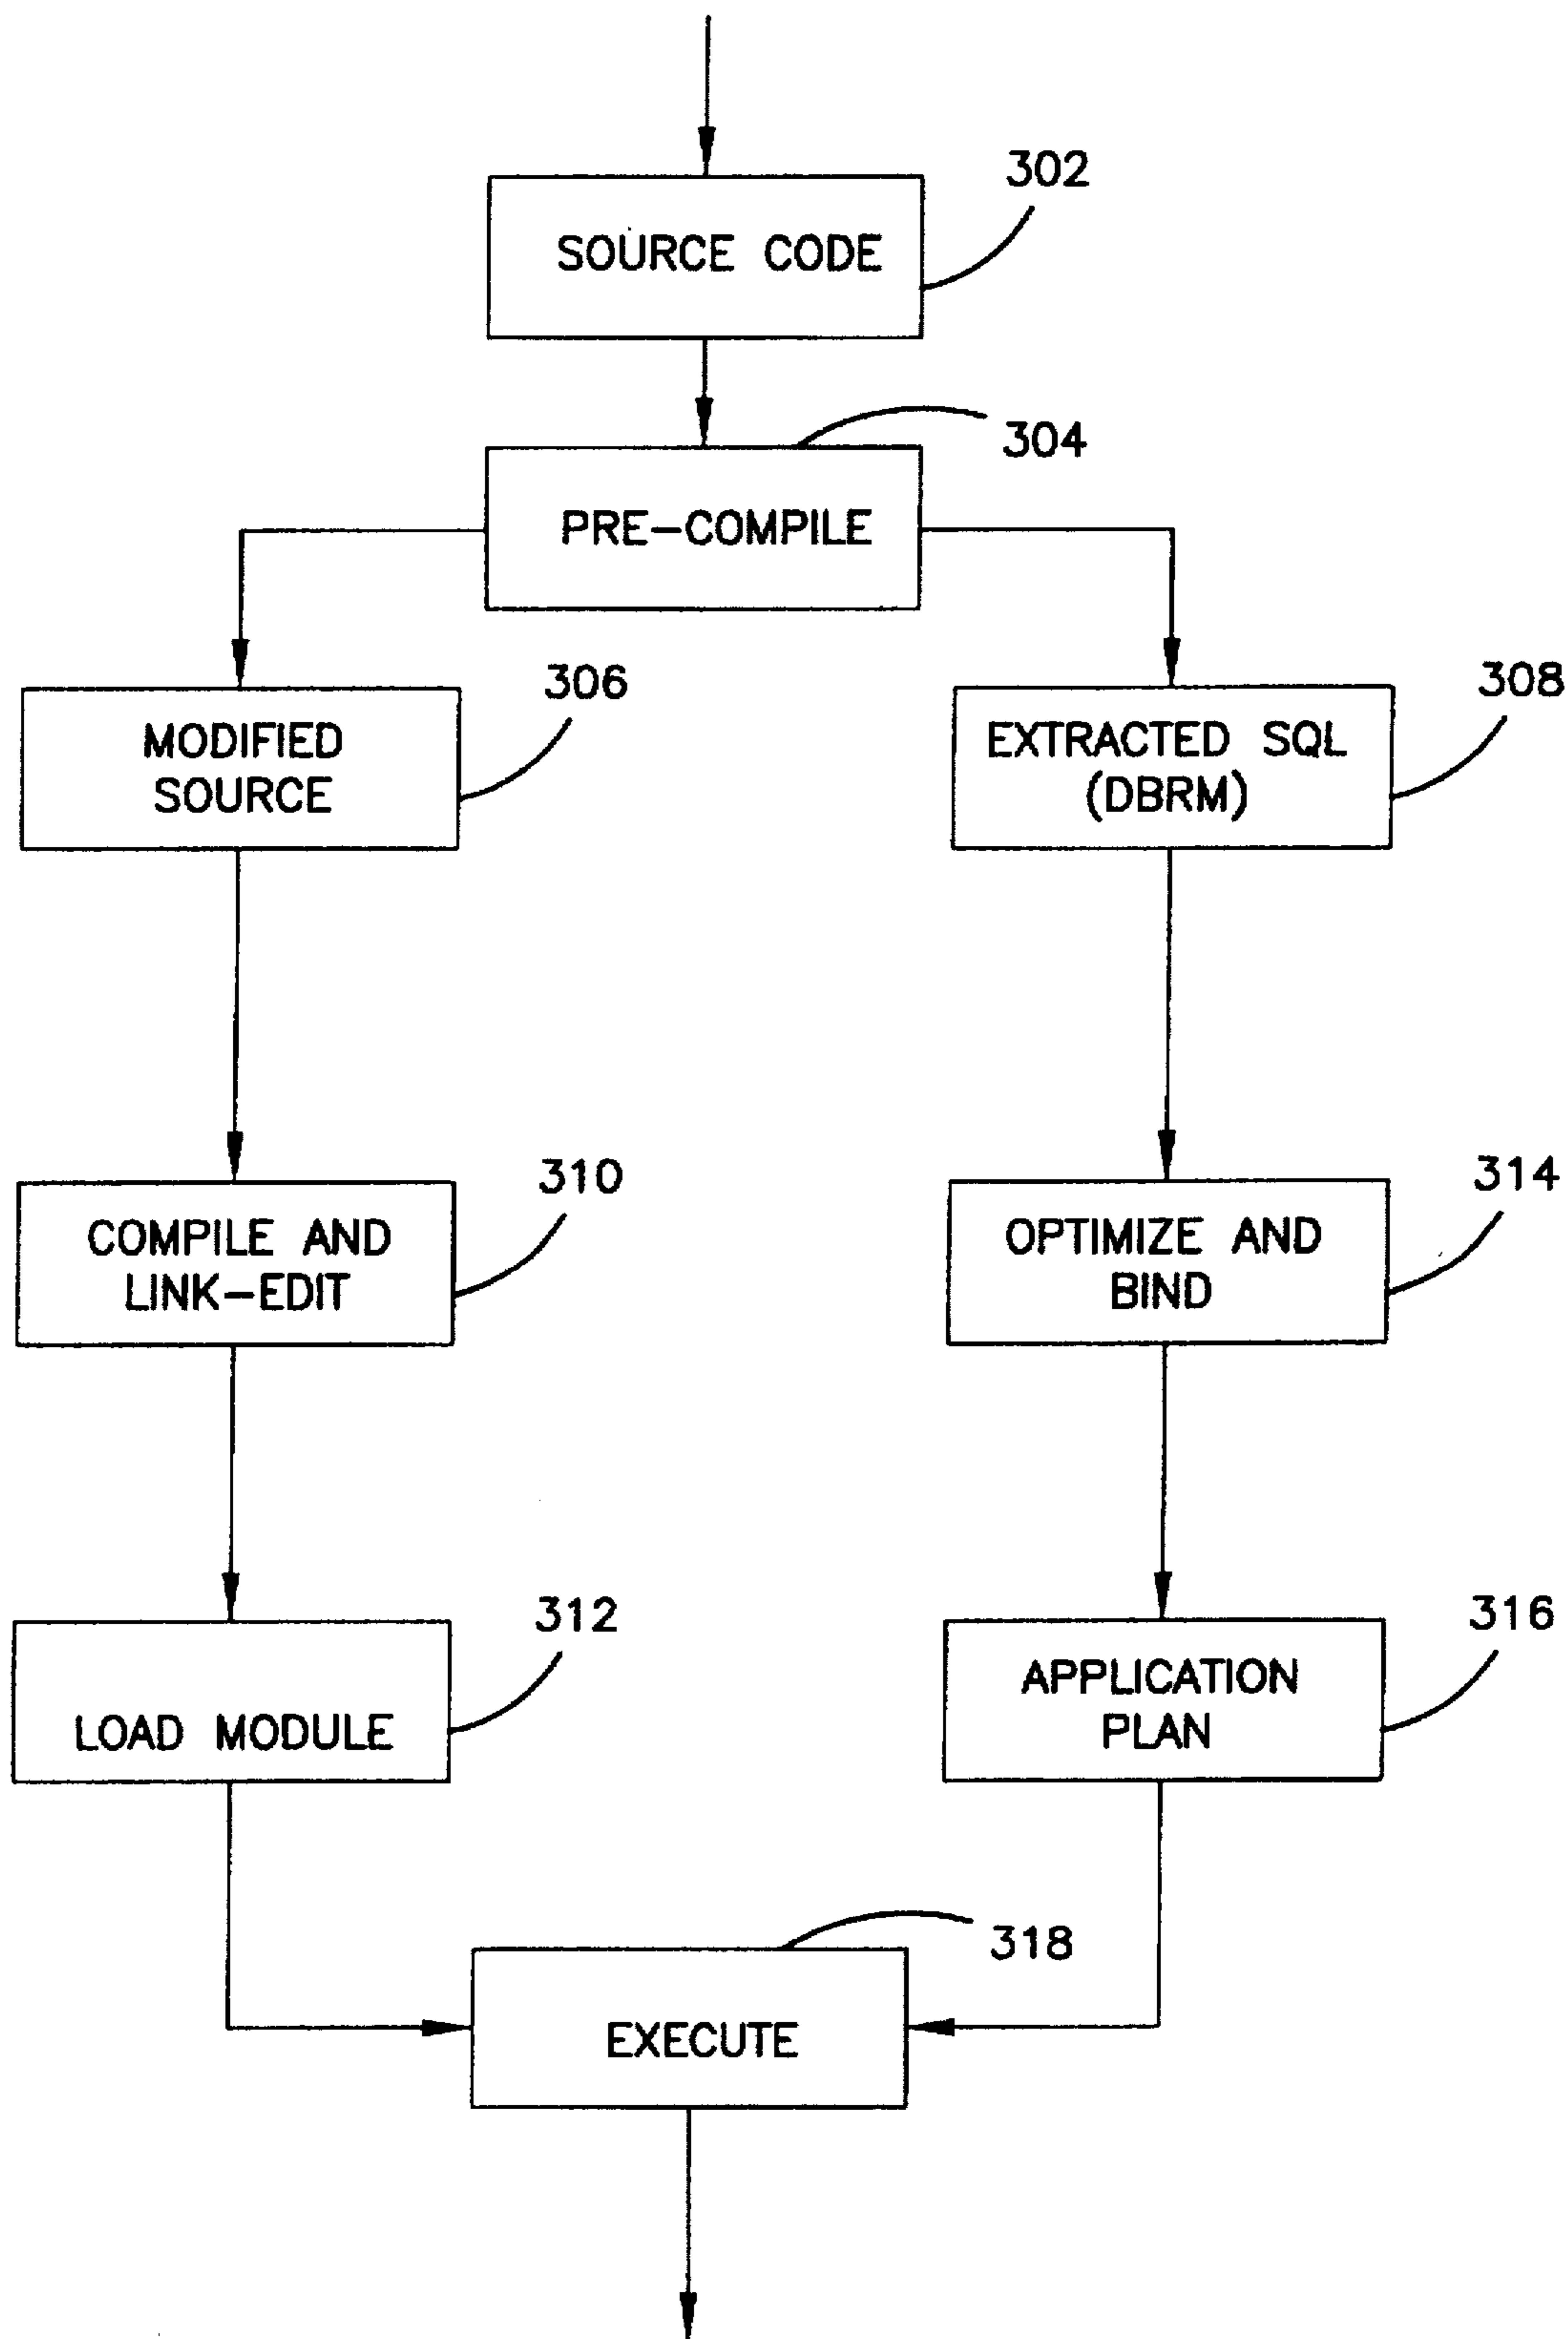 302
SOURCE CODE
304
PRE-COMPILE
306
MODIFIED
SOURCE
308
EXTRACTED SQL
(DBRM)
310
COMPILE AND
LINK-EDIT
314
OPTIMIZE AND
BIND
312
LOAD MODULE
316
APPLICATION
PLAN
318
EXECUTE